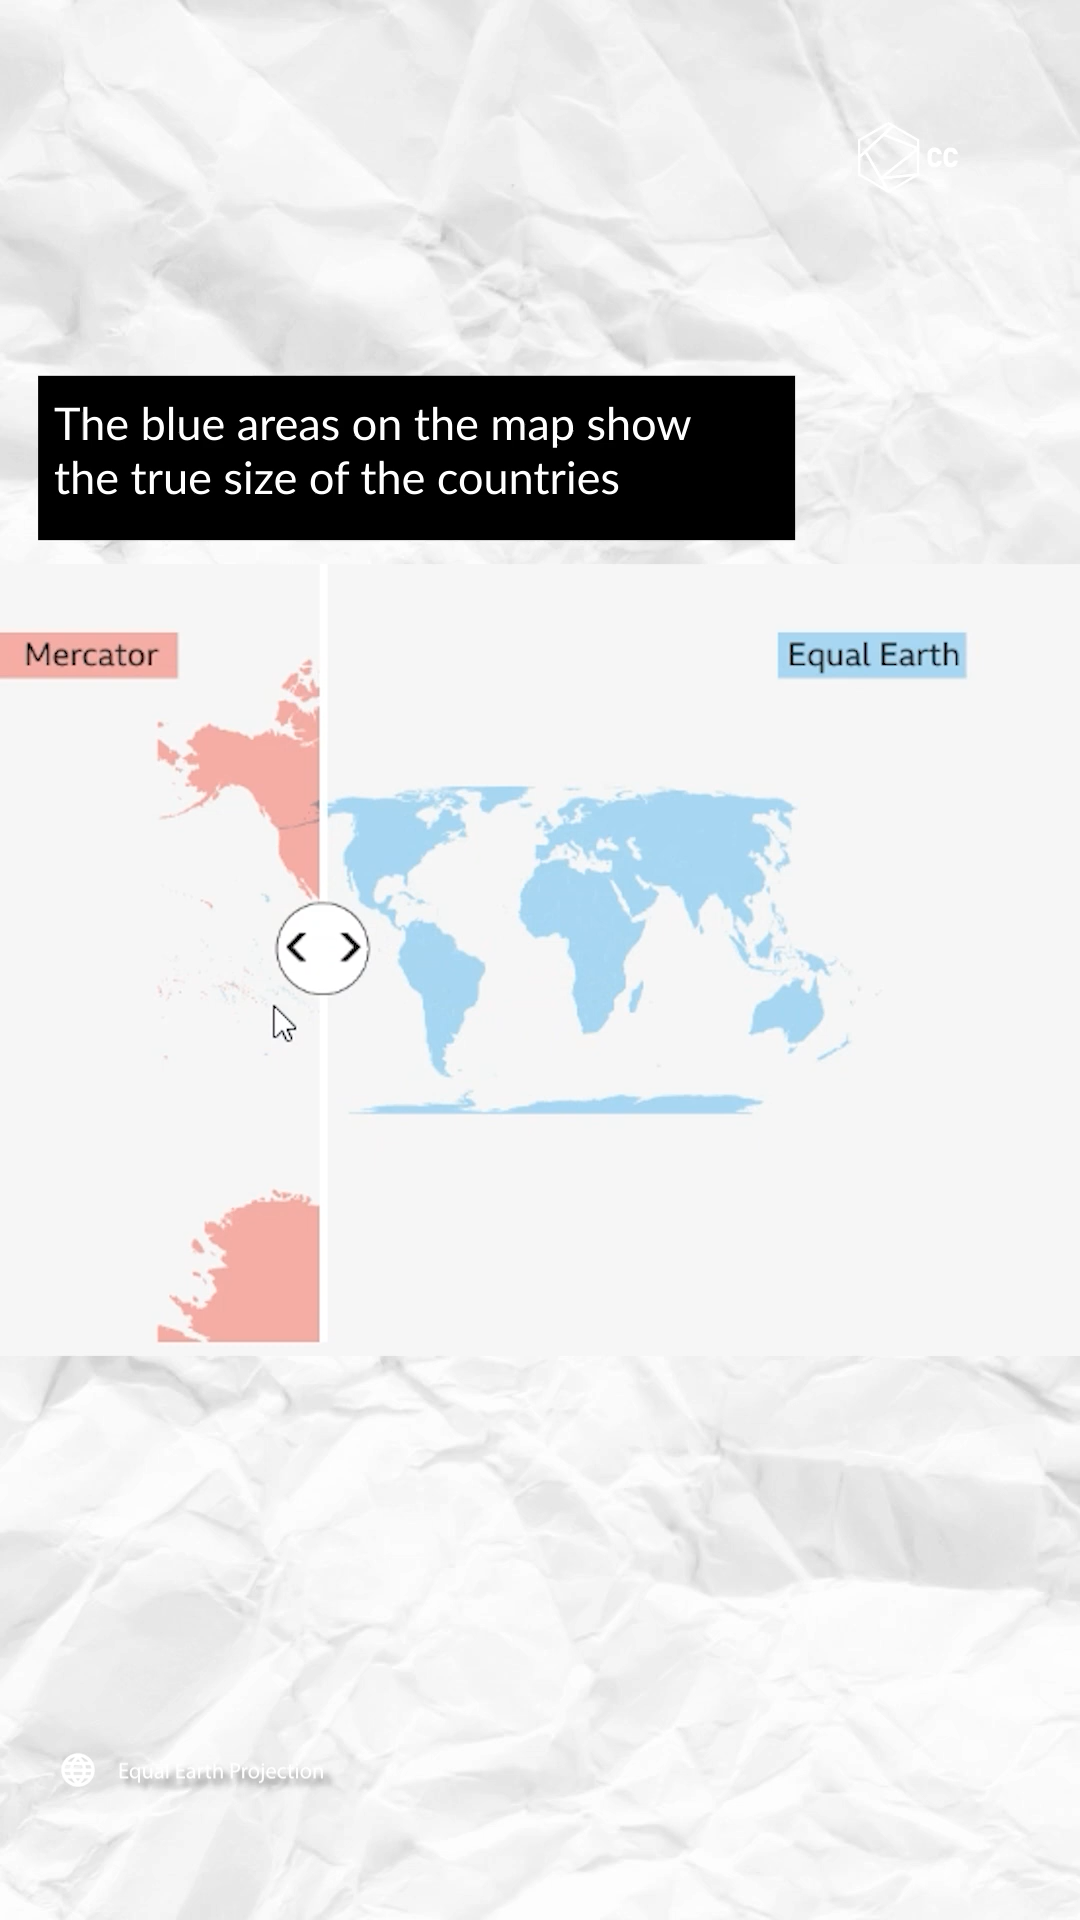 CC
The blue areas on the map show
the true size of the countries
Mercator
Equal Earth
Equal Earth Projection